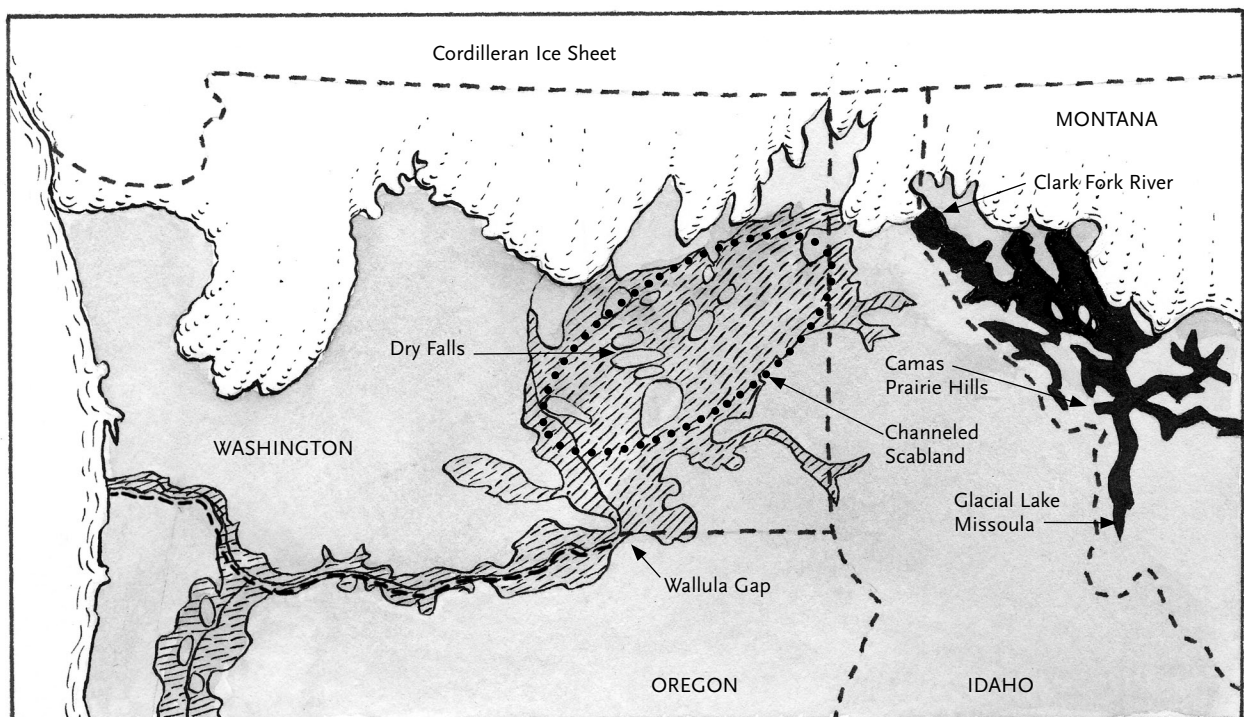 Cordilleran Ice Sheet
MONTANA
Clark Fork River
Dry Falls
Camas
Prairie Hills
WASHINGTON
Channeled
Scabland
Glacial Lake
Missoula
Wallula Gap
OREGON
IDAHO